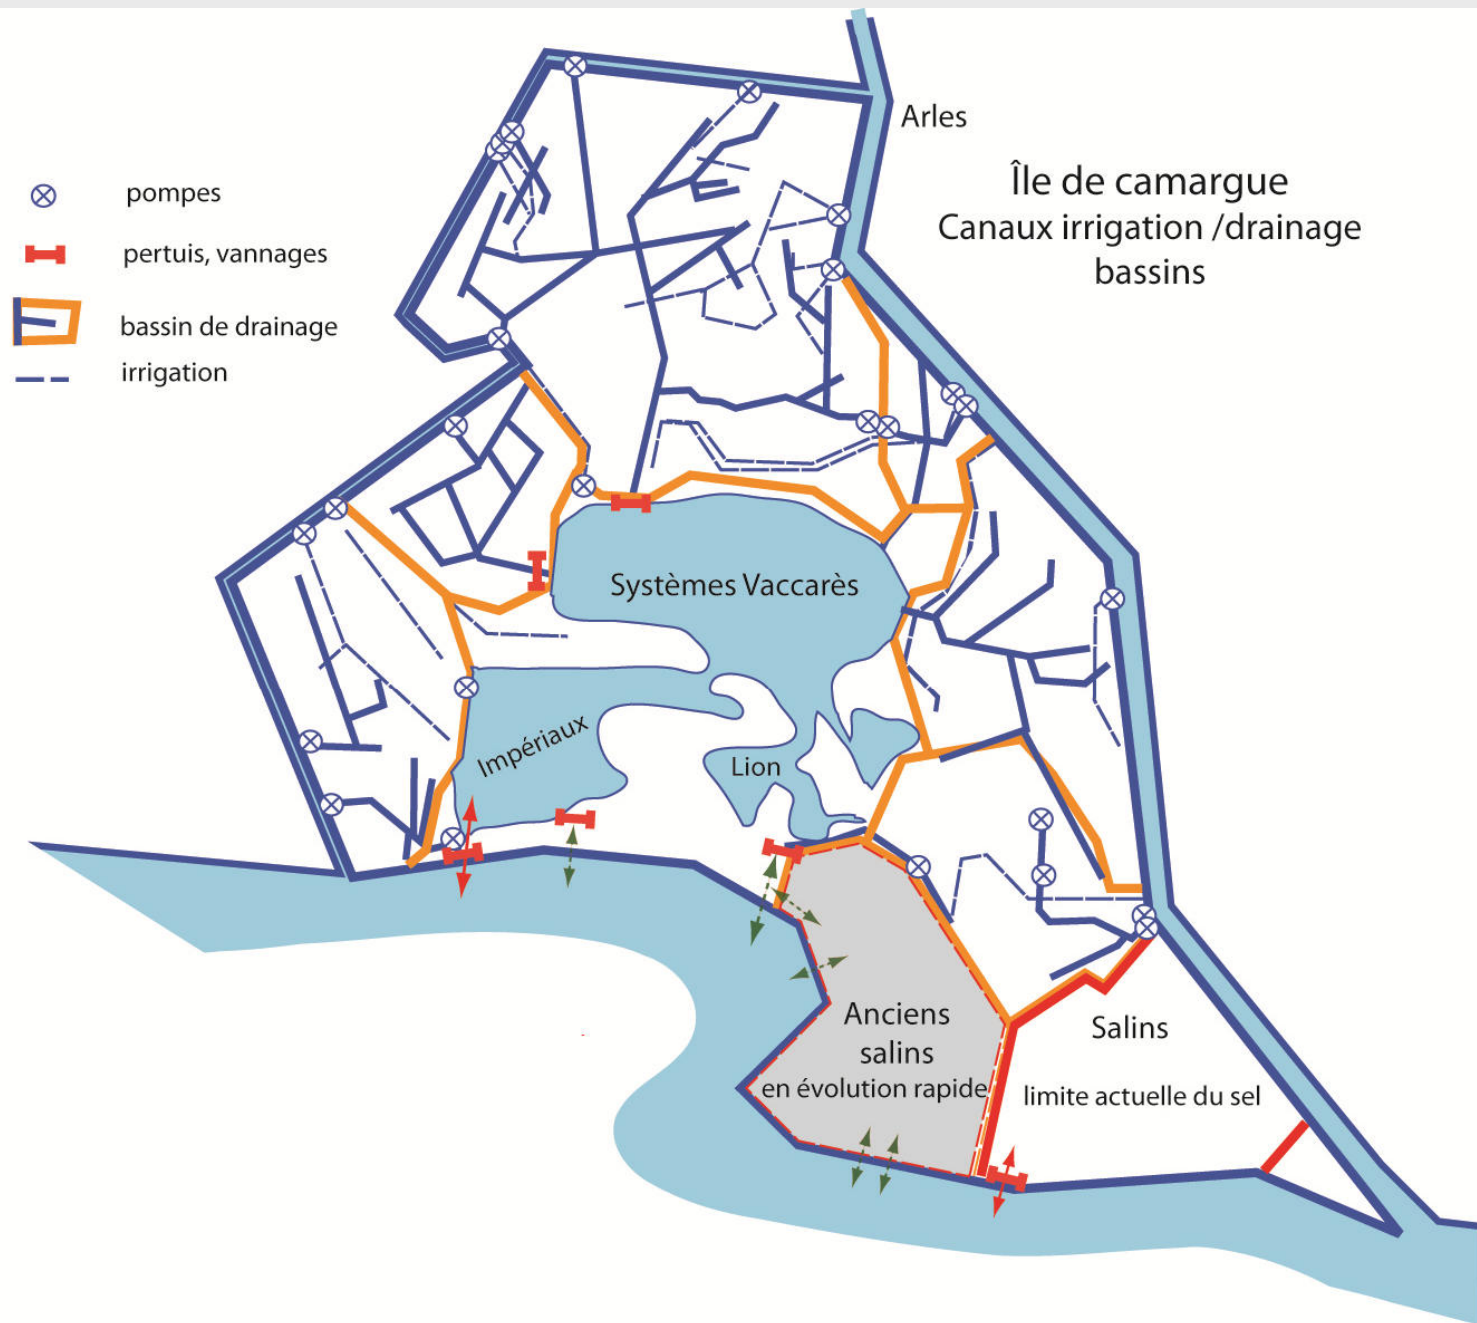 Arles
Île de camargue
Canaux irrigation /drainage
bassins
pompes
pertuis, vannages
bassin de drainage
irrigation
Systèmes Vaccarès
Impériaux
Lion
Anciens
salins
en évolution rapide
Salins
limite actuelle du sel